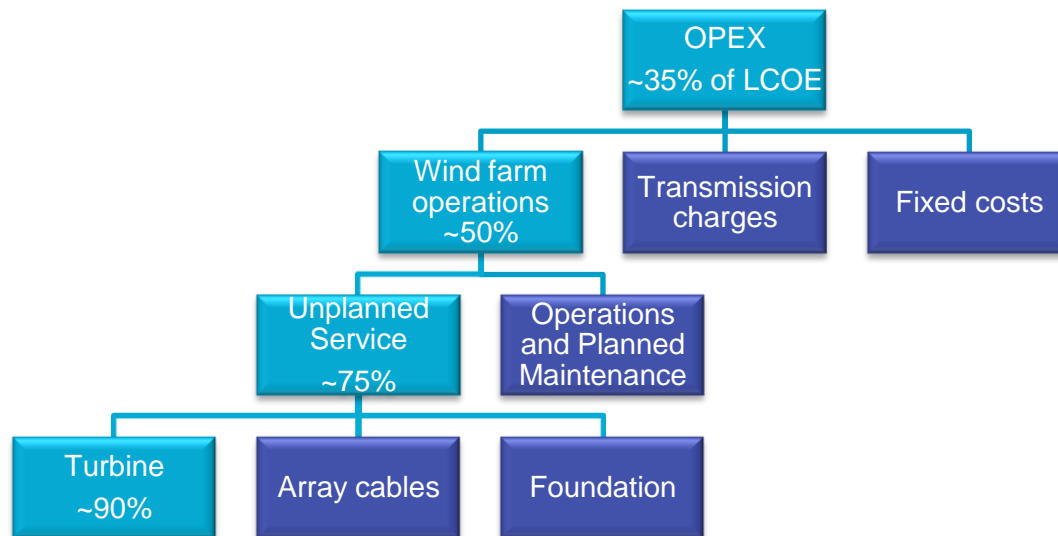 OPEX
~35% of LCOE
Wind farm
operations
~50%
Transmission
charges
Fixed costs
Unplanned
Service
~75%
Operations
and Planned
Maintenance
Turbine
~90%
Array cables
Foundation